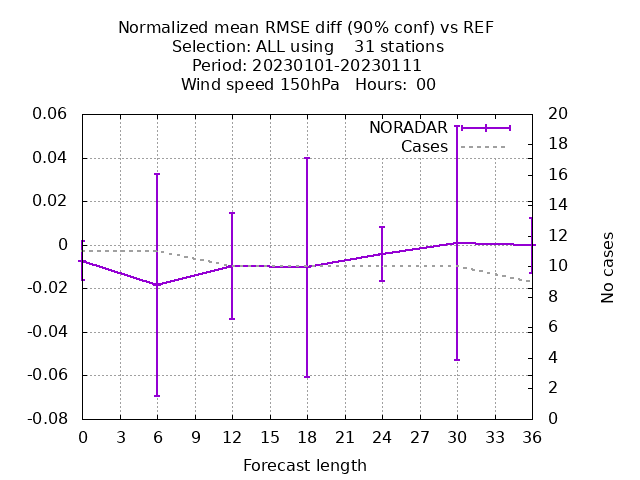 Normalized mean RMSE diff (90% conf) vs REF
Selection: ALL using    31 stations
Period: 20230101-20230111
Wind speed 150hPa   Hours:  00
NORADAR
Cases
0.06
0.04
0.02
0
-0.02
-0.04
-0.06
-0.08
20
18
16
14
12
10
8
6
4
2
0
No cases
0 3 6 9 12 15 18 21 24 27 30 33 36
Forecast length